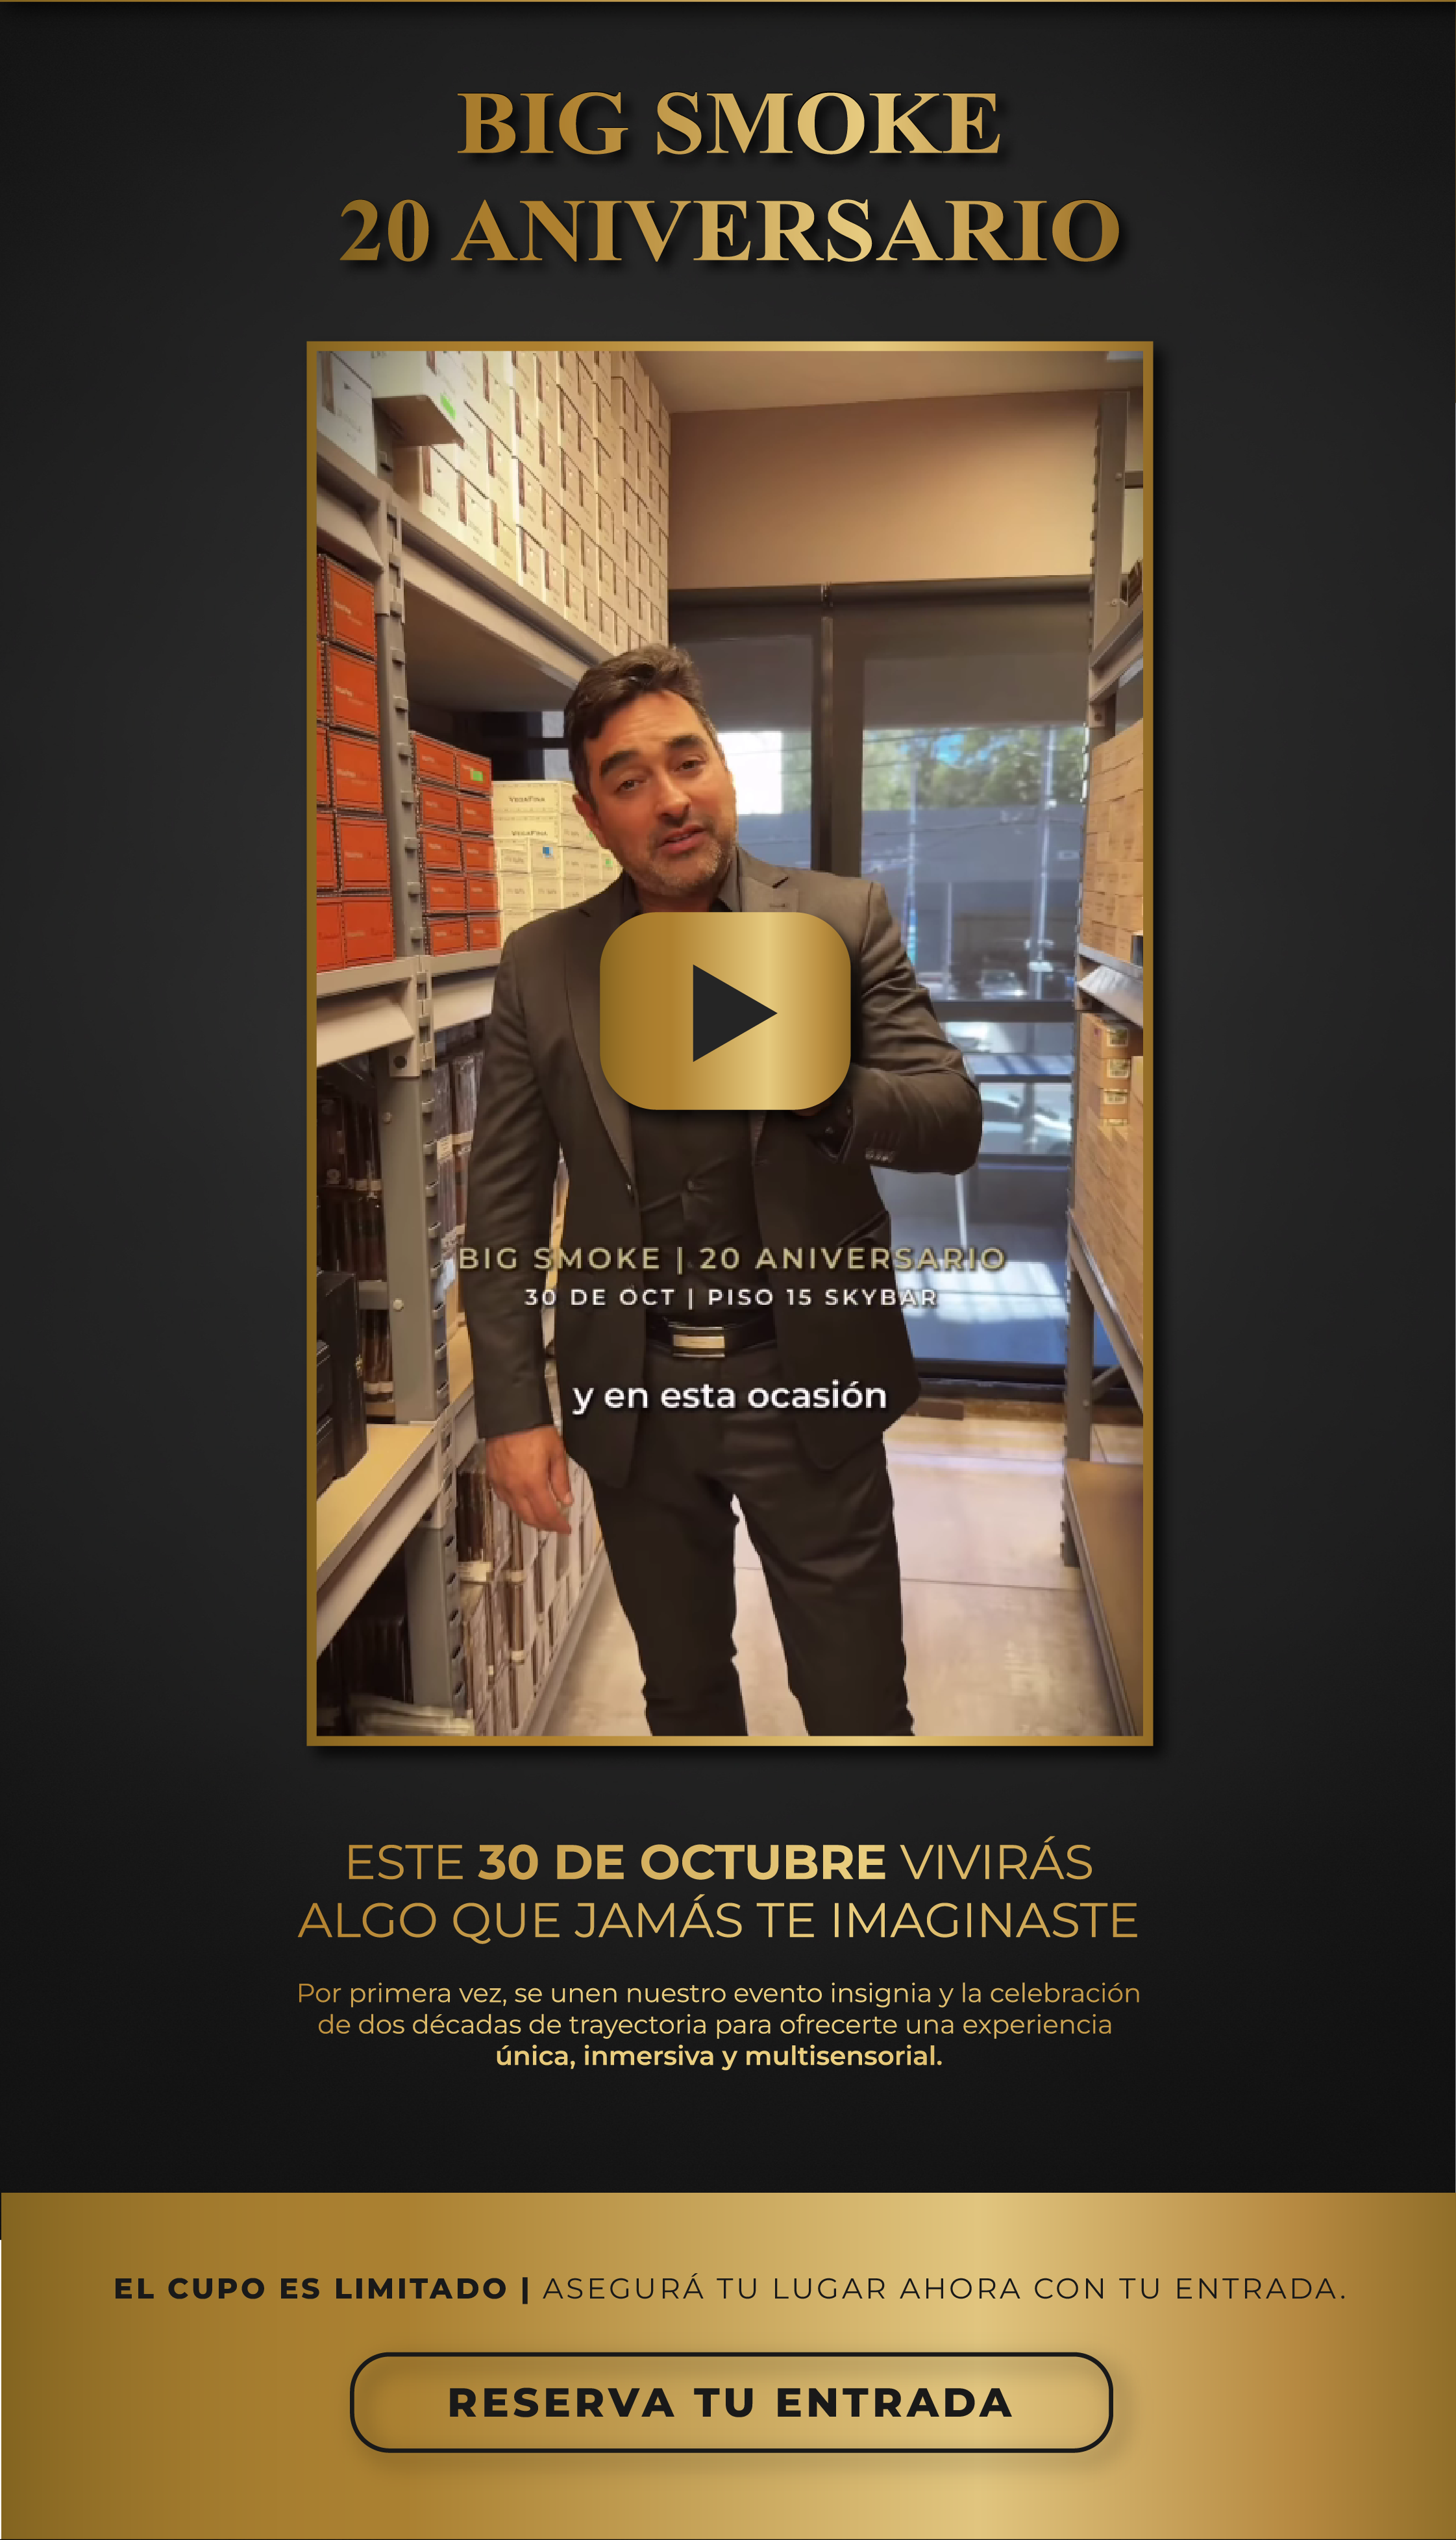 BIG SMOKE
20 ANIVERSARIO
VEGAFINA
VEGAFINA
BIG SMOKE | 20 ANIVERSARIO
30 DE OCT | PISO 15 SKYBAR
y en esta ocasión
ESTE 30 DE OCTUBRE VIVIRÁS
ALGO QUE JAMÁS TE IMAGINASTE
Por primera vez, se unen nuestro evento insignia y la celebración
de dos décadas de trayectoria para ofrecerte una experiencia
única, inmersiva y multisensorial.
EL CUPO ES LIMITADO | ASEGURÁ TU LUGAR AHORA CON TU ENTRADA.
RESERVA TU ENTRADA